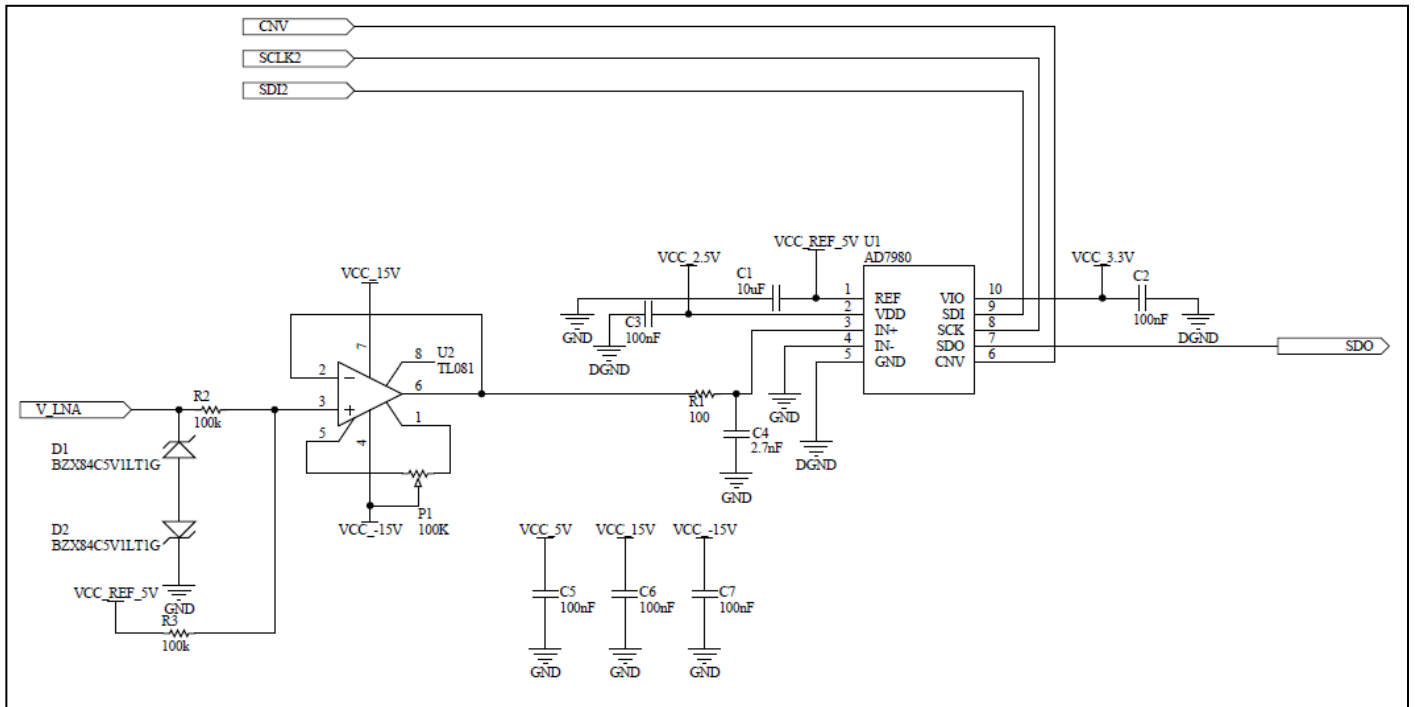 CNV
SCLK2
SDI2
VCC_REF_5V
U1
AD7980
VCC_2.5V
VCC_3.3V
C1
10uF
C2
100nF
C3
100nF
GND
DGND
DGND
1
2
3
4
5
REF
VDD
IN+
IN-
GND
VIO
SDI
SCK
SDO
CNV
10
9
8
7
6
SDO
VCC_15V
7
8
U2
TL081
2
6
3
1
5
4
V_LNA
R2
100k
R1
100
GND
C4
2.7nF
DGND
GND
D1
BZX84C5V1LT1G
D2
BZX84C5V1LT1G
P1
100K
VCC_-15V
VCC_REF_5V
GND
R3
100k
VCC_5V
VCC_15V
VCC_-15V
C5
100nF
C6
100nF
C7
100nF
GND
GND
GND